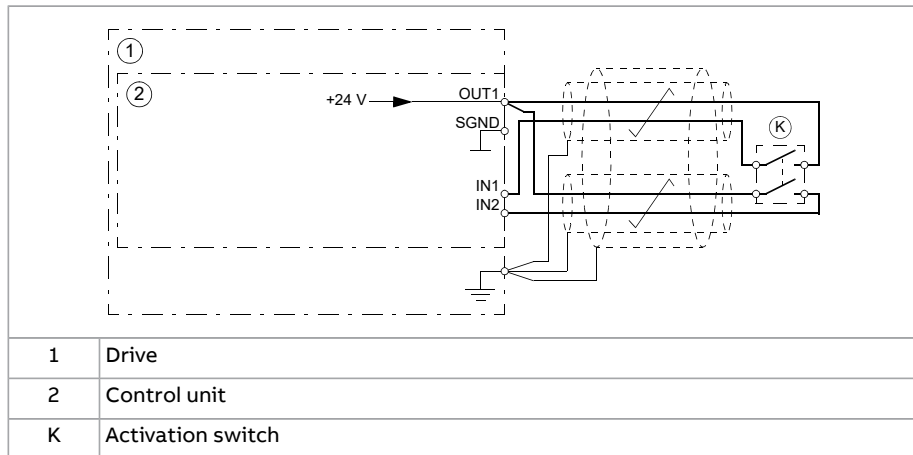 1
2
+24 V
OUT1
SGND
K
IN1
IN2
1 Drive
2 Control unit
K Activation switch